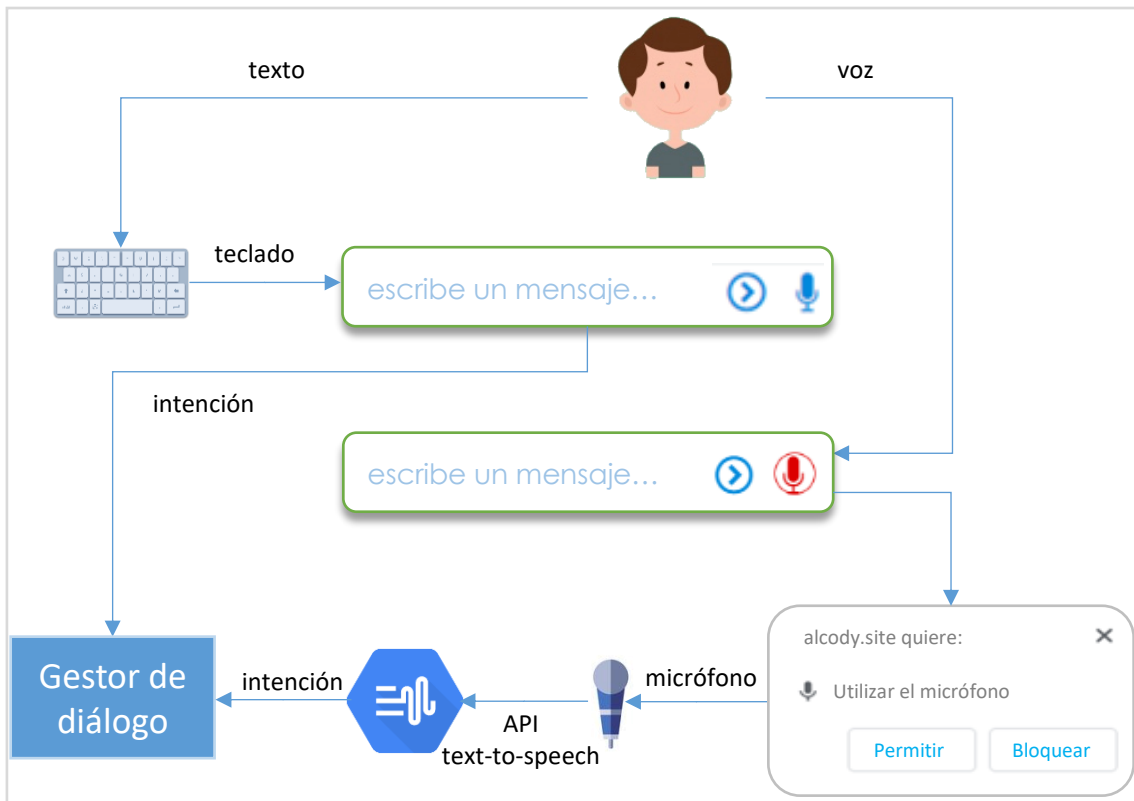 texto
voz
teclado
escribe un mensaje...
intención
escribe un mensaje...
alcody.site quiere:
Utilizar el micrófono
Permitir
Bloquear
micrófono
API
text-to-speech
intención
Gestor de
diálogo